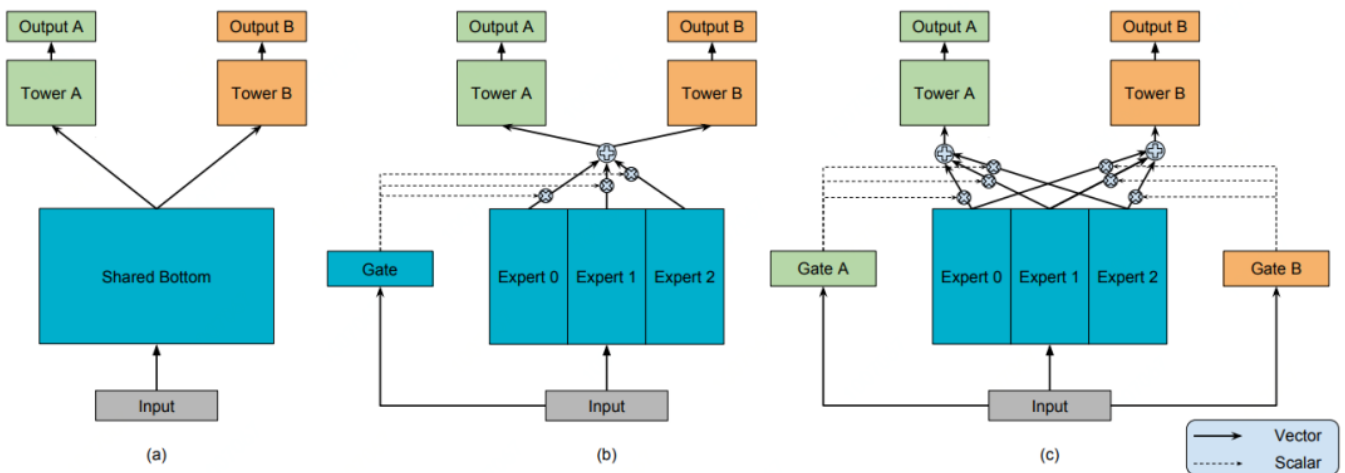 Output A
Output B
Tower A
Tower B
Shared Bottom
Input
(a)
Output A
Output B
Tower A
Tower B
Gate
Expert 0
Expert 1
Expert 2
Input
(b)
Output A
Output B
Tower A
Tower B
Gate A
Expert 0
Expert 1
Expert 2
Gate B
Input
(c)
Vector
Scalar